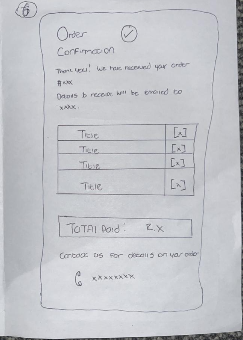 6
Order
Confirmation
Thank you! We have received your order
#xxx
Details & receipt will be emailed to
xxxx.
Title [x]
Title [x]
Title [x]
Title [x]
TOTAl Paid: £.X
Contact us for details on your order
xxxxxxxx